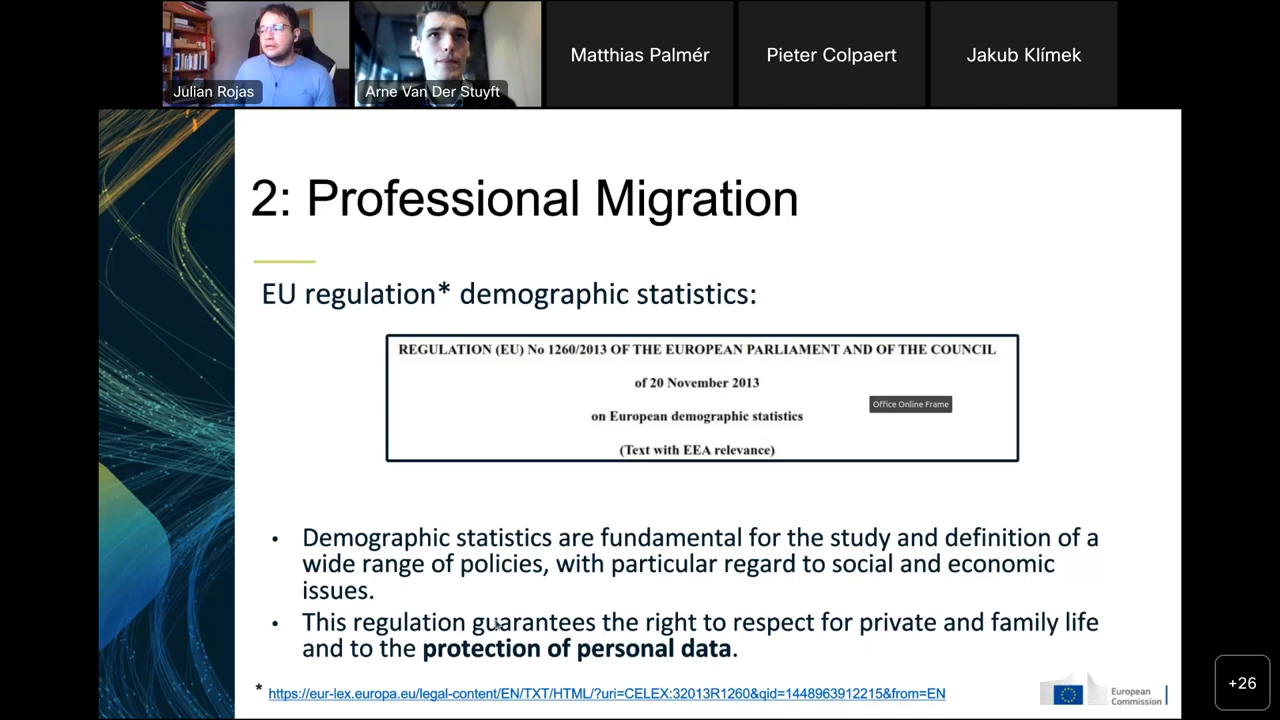 Julian Rojas
Arne Van Der Stuyft
Matthias Palmér
Pieter Colpaert
Jakub Klímek
2: Professional Migration
EU regulation* demographic statistics:
REGULATION (EU) No 1260/2013 OF THE EUROPEAN PARLIAMENT AND OF THE COUNCIL
of 20 November 2013
Office Online Frame
on European demographic statistics
(Text with EEA relevance)
• Demographic statistics are fundamental for the study and definition of a
wide range of policies, with particular regard to social and economic
issues.
• This regulation guarantees the right to respect for private and family life
and to the protection of personal data.
* https://eur-lex.europa.eu/legal-content/EN/TXT/HTML/?uri=CELEX:32013R1260&qid=1448963912215&from=EN
European
Commission
+26